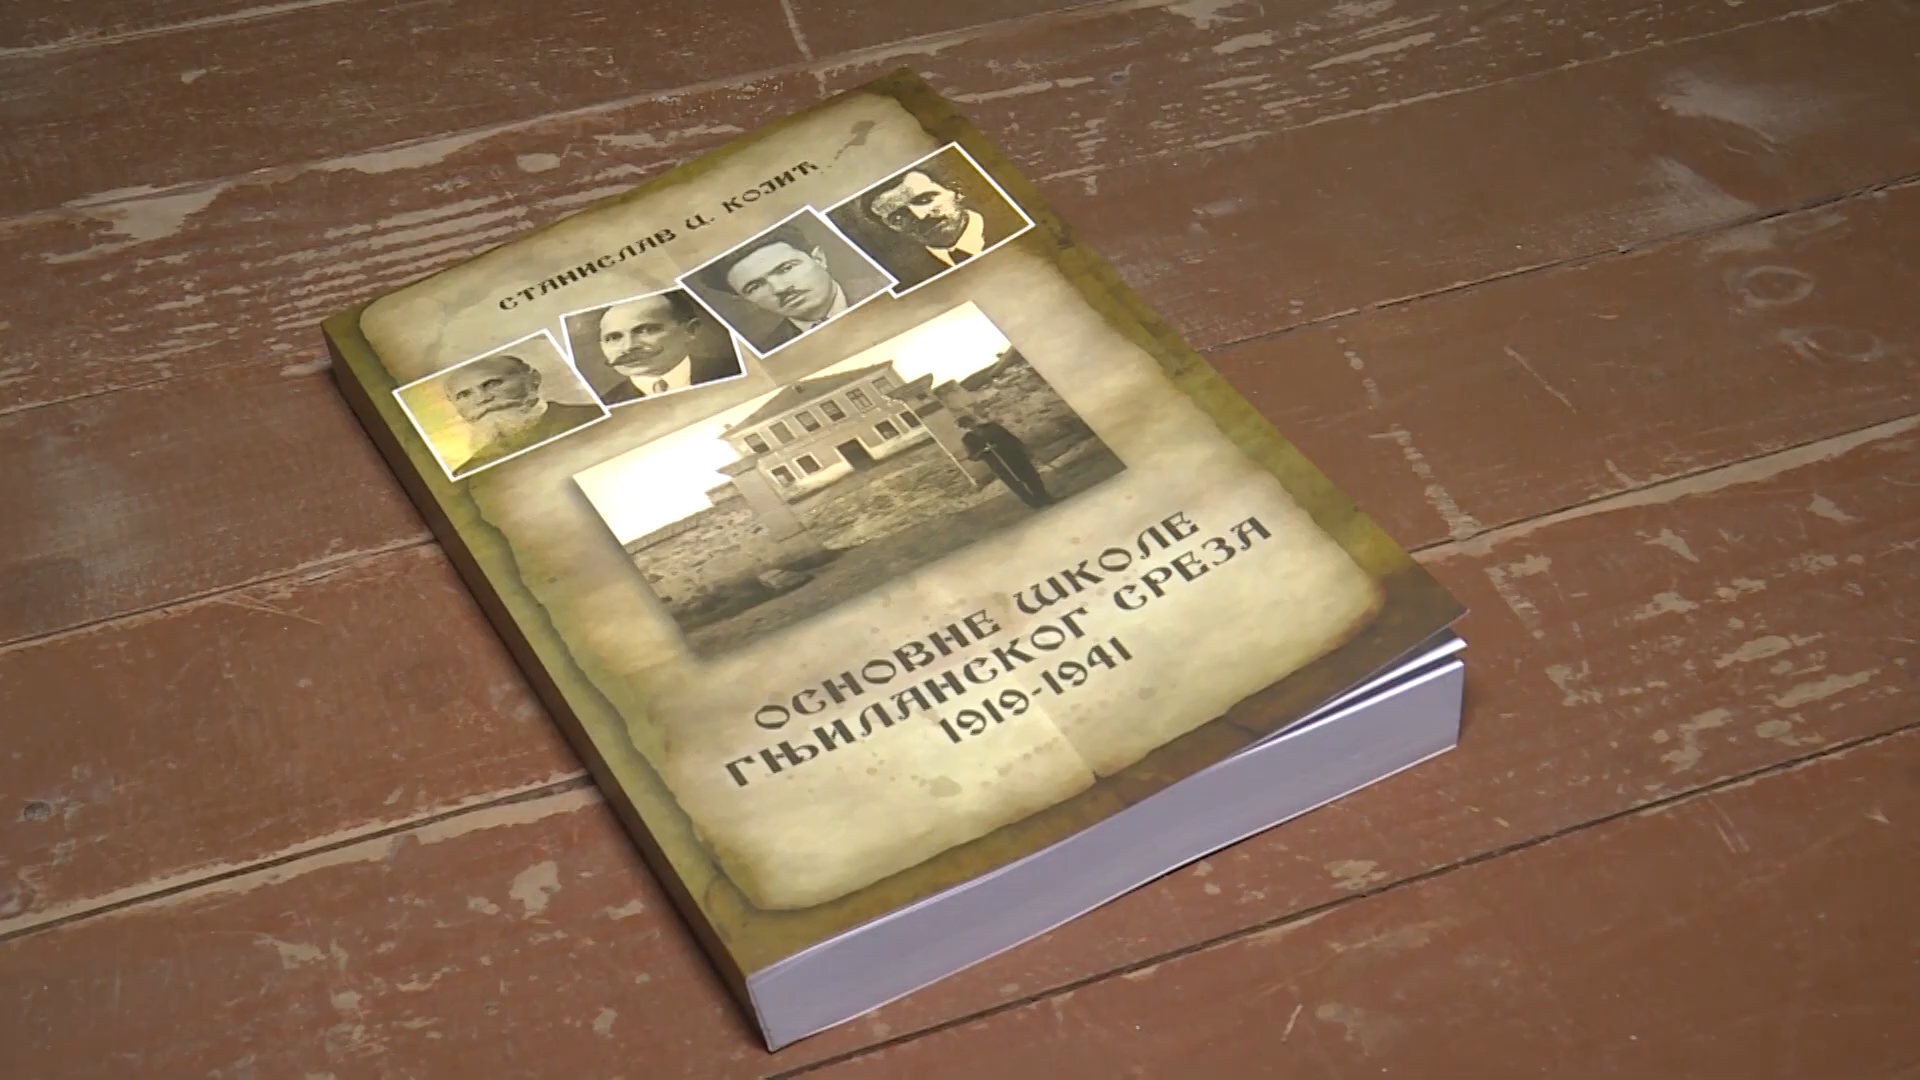 СТАНИСЛАВ Ц. КОЈИЋ
ОСНОВНЕ ШКОЛЕ
ГЊИЛАНСКОГ СРЕЗА
1919-1941